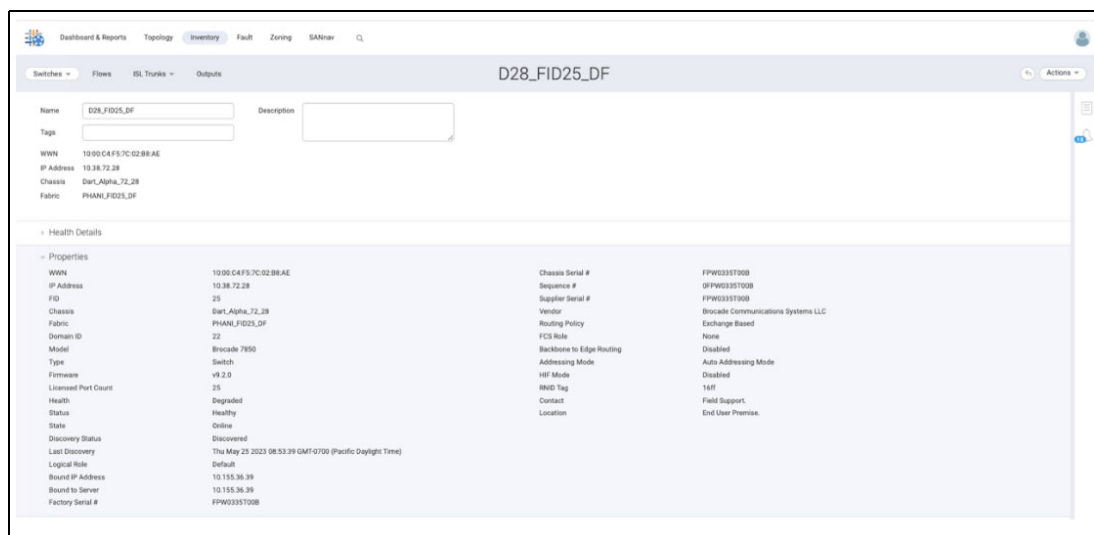 Dashboard & Reports Topology Inventory Fault Zoning SANnav
Switches Flows ISL Trunks Outputs D28_FID25_DF Actions
Name D28_FID25_DF Description
Tags
WWN 10:00:C4:F5:7C:02:B8:AE
IP Address 10.38.72.28
Chassis Dart_Alpha_72_28
Fabric PHANI_FID25_DF
Health Details
Properties
WWN 10:00:C4:F5:7C:02:B8:AE Chassis Serial # FPW0335T00B
IP Address 10.38.72.28 Sequence # 0FPW0335T00B
FID 25 Supplier Serial # FPW0335T00B
Chassis Dart_Alpha_72_28 Vendor Brocade Communications Systems LLC
Fabric PHANI_FID25_DF Routing Policy Exchange Based
Domain ID 22 FCS Role None
Model Brocade 7850 Backbone to Edge Routing Disabled
Type Switch Addressing Mode Auto Addressing Mode
Firmware v9.2.0 HIF Mode Disabled
Licensed Port Count 25 RNID Tag 16ff
Health Degraded Contact Field Support.
Status Healthy Location End User Premise.
State Online
Discovery Status Discovered
Last Discovery Thu May 25 2023 08:53:39 GMT-0700 (Pacific Daylight Time)
Logical Role Default
Bound IP Address 10.155.36.39
Bound to Server 10.155.36.39
Factory Serial # FPW0335T00B